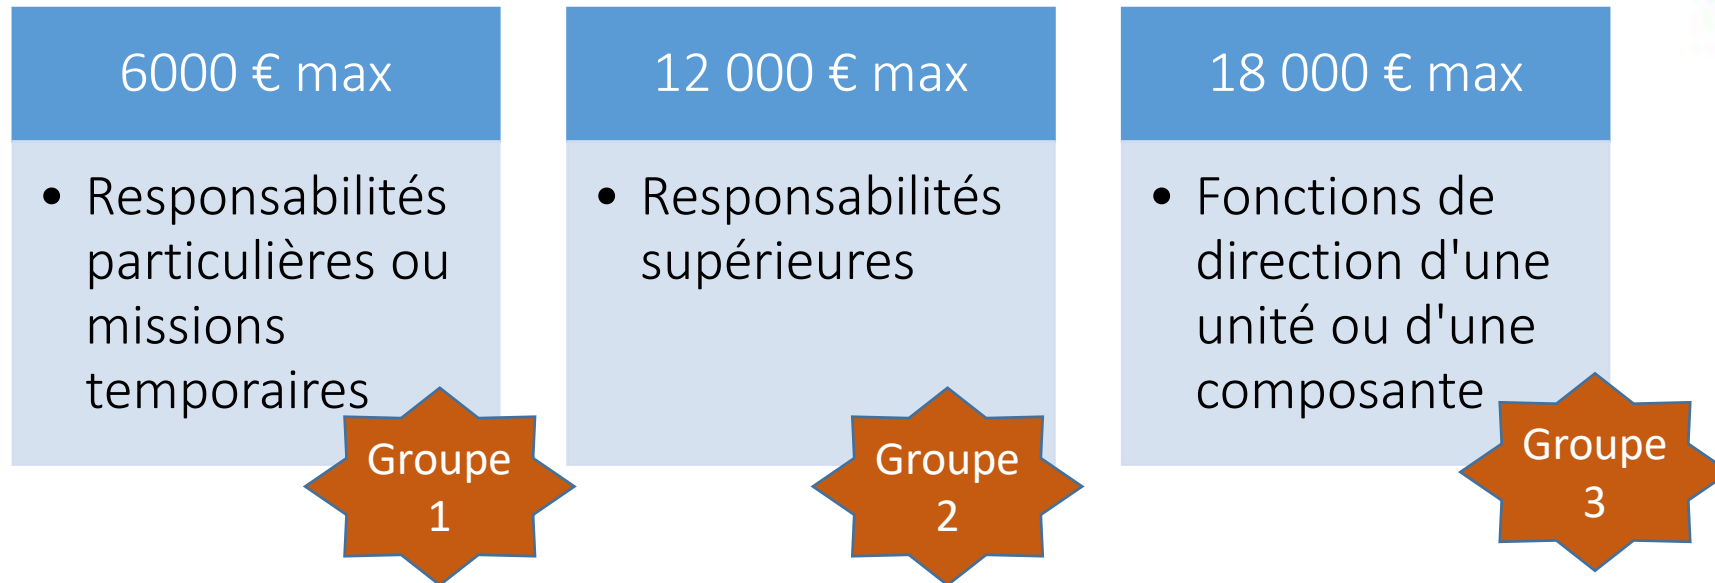 6000 € max
• Responsabilités
particulières ou
missions
temporaires
Groupe
1
12 000 € max
• Responsabilités
supérieures
Groupe
2
18 000 € max
• Fonctions de
direction d'une
unité ou d'une
composante
Groupe
3